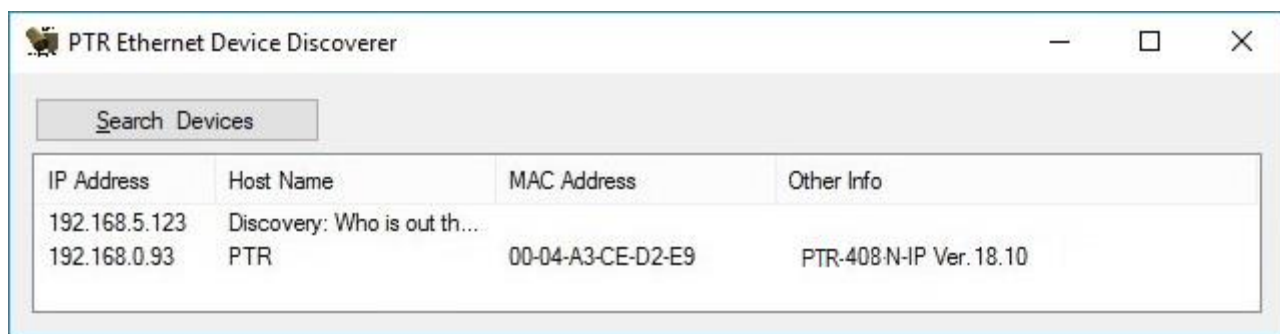 PTR Ethernet Device Discoverer
Search Devices
IP Address Host Name MAC Address Other Info
192.168.5.123 Discovery: Who is out th...
192.168.0.93 PTR 00-04-A3-CE-D2-E9 PTR-408-N-IP Ver. 18.10